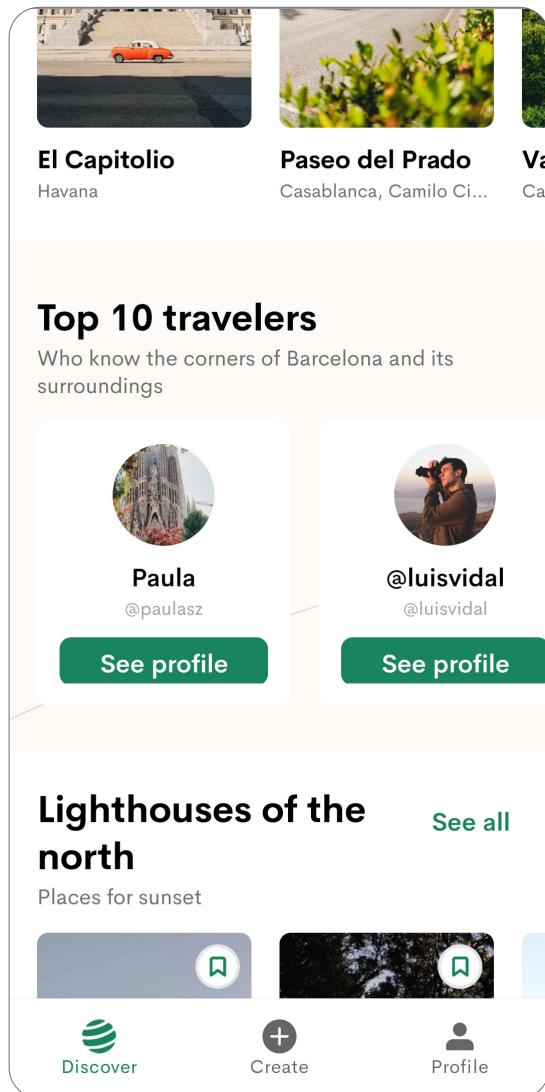 El Capitolio
Havana
Paseo del Prado
Casablanca, Camilo Ci...
Va
Ca
Top 10 travelers
Who know the corners of Barcelona and its
surroundings
Paula
@paulasz
See profile
@luisvidal
@luisvidal
See profile
Lighthouses of the
north
See all
Places for sunset
Discover
Create
Profile